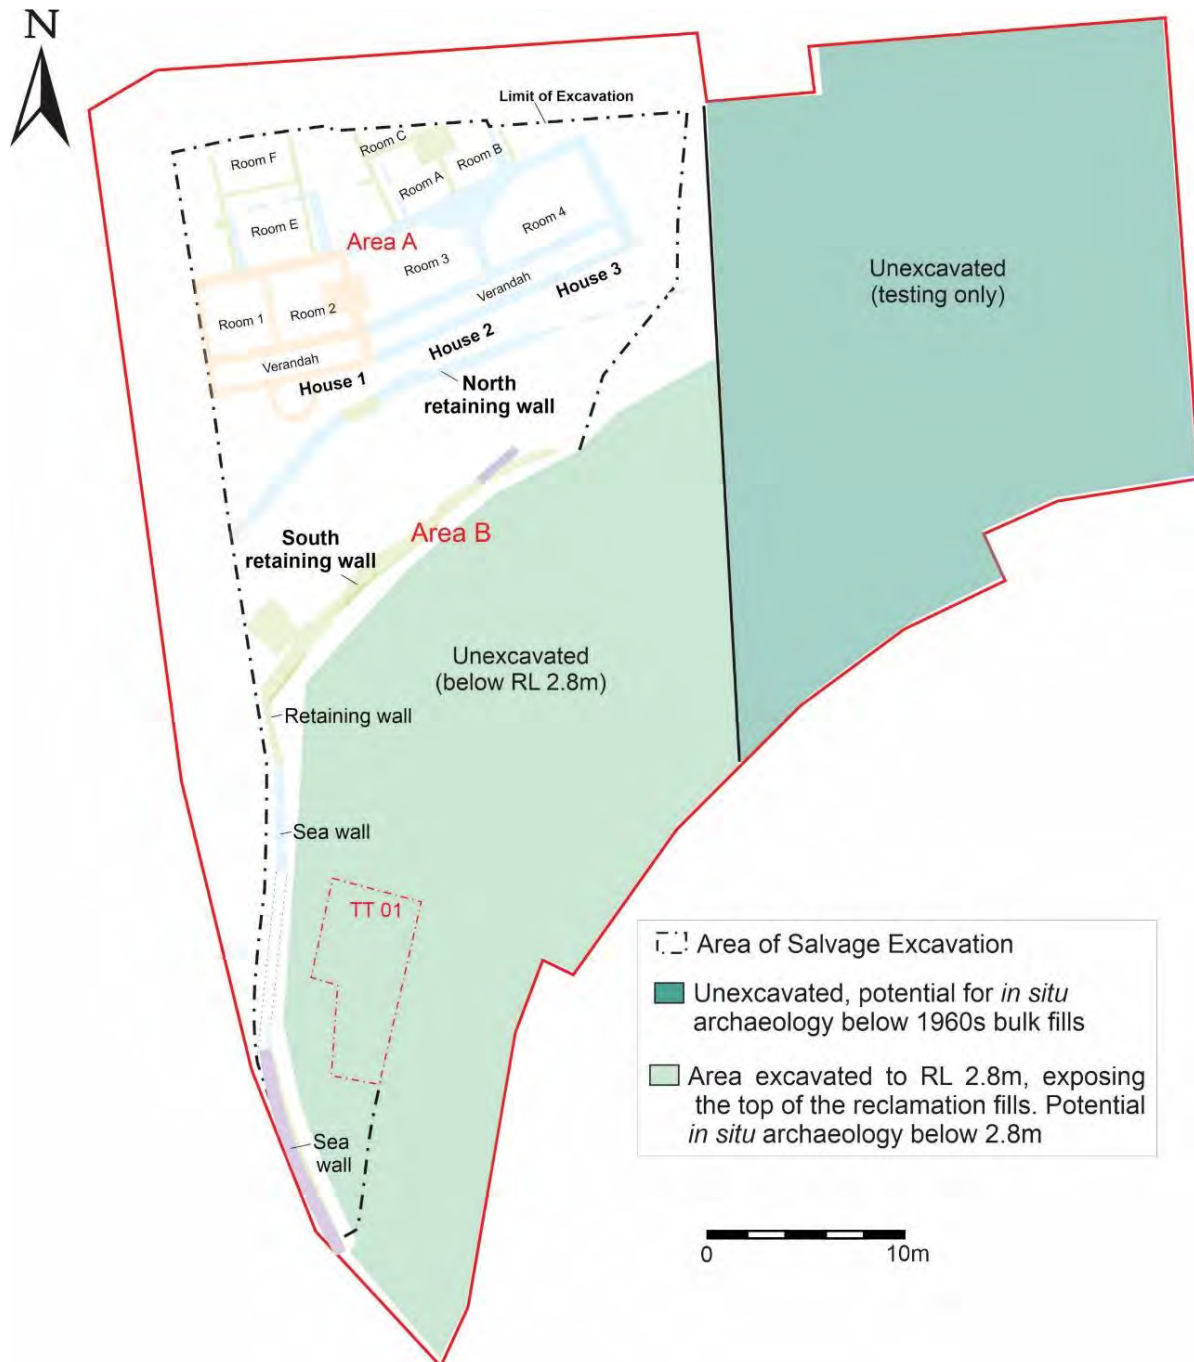 N
Limit of Excavation
Room C
Room F
Room B
Room A
Room E
Room 4
Area A
Room 3
Verandah
House 3
Room 2
Room 1
House 2
Verandah
House 1
North
retaining wall
Unexcavated
(testing only)
Area B
South
retaining wall
Unexcavated
(below RL 2.8m)
Retaining wall
Sea wall
TT 01
Sea
wall
Area of Salvage Excavation
Unexcavated, potential for in situ
archaeology below 1960s bulk fills
Area excavated to RL 2.8m, exposing
the top of the reclamation fills. Potential
in situ archaeology below 2.8m
0 10m